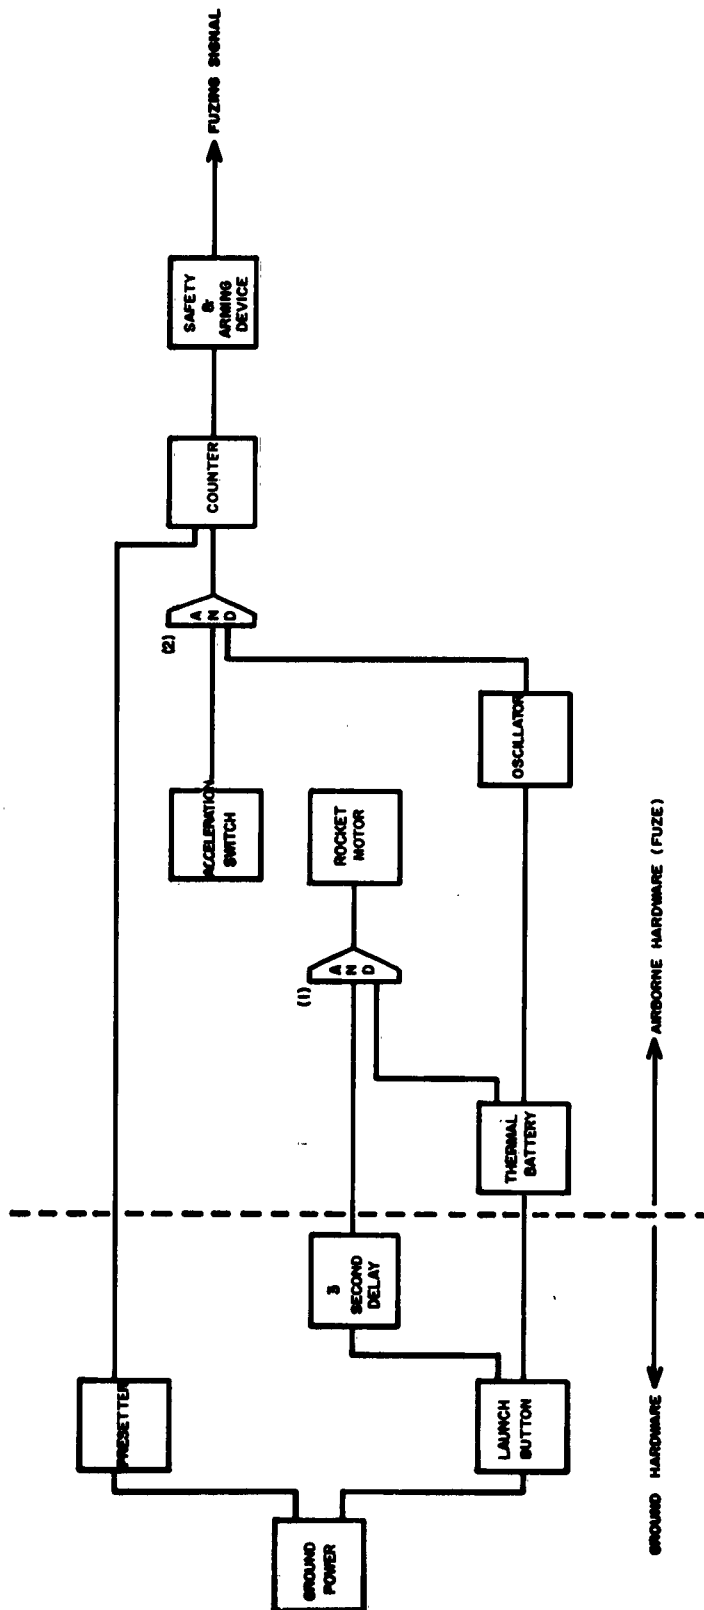 GROUND
POWER
PRESETTER
LAUNCH
BUTTON
3
SECOND
DELAY
THERMAL
BATTERY
(1)
AND
ROCKET
MOTOR
ACCELERATION
SWITCH
OSCILLATOR
(2)
AND
COUNTER
SAFETY
&
ARMING
DEVICE
FUZING SIGNAL
GROUND HARDWARE
AIRBORNE HARDWARE (FUZE)